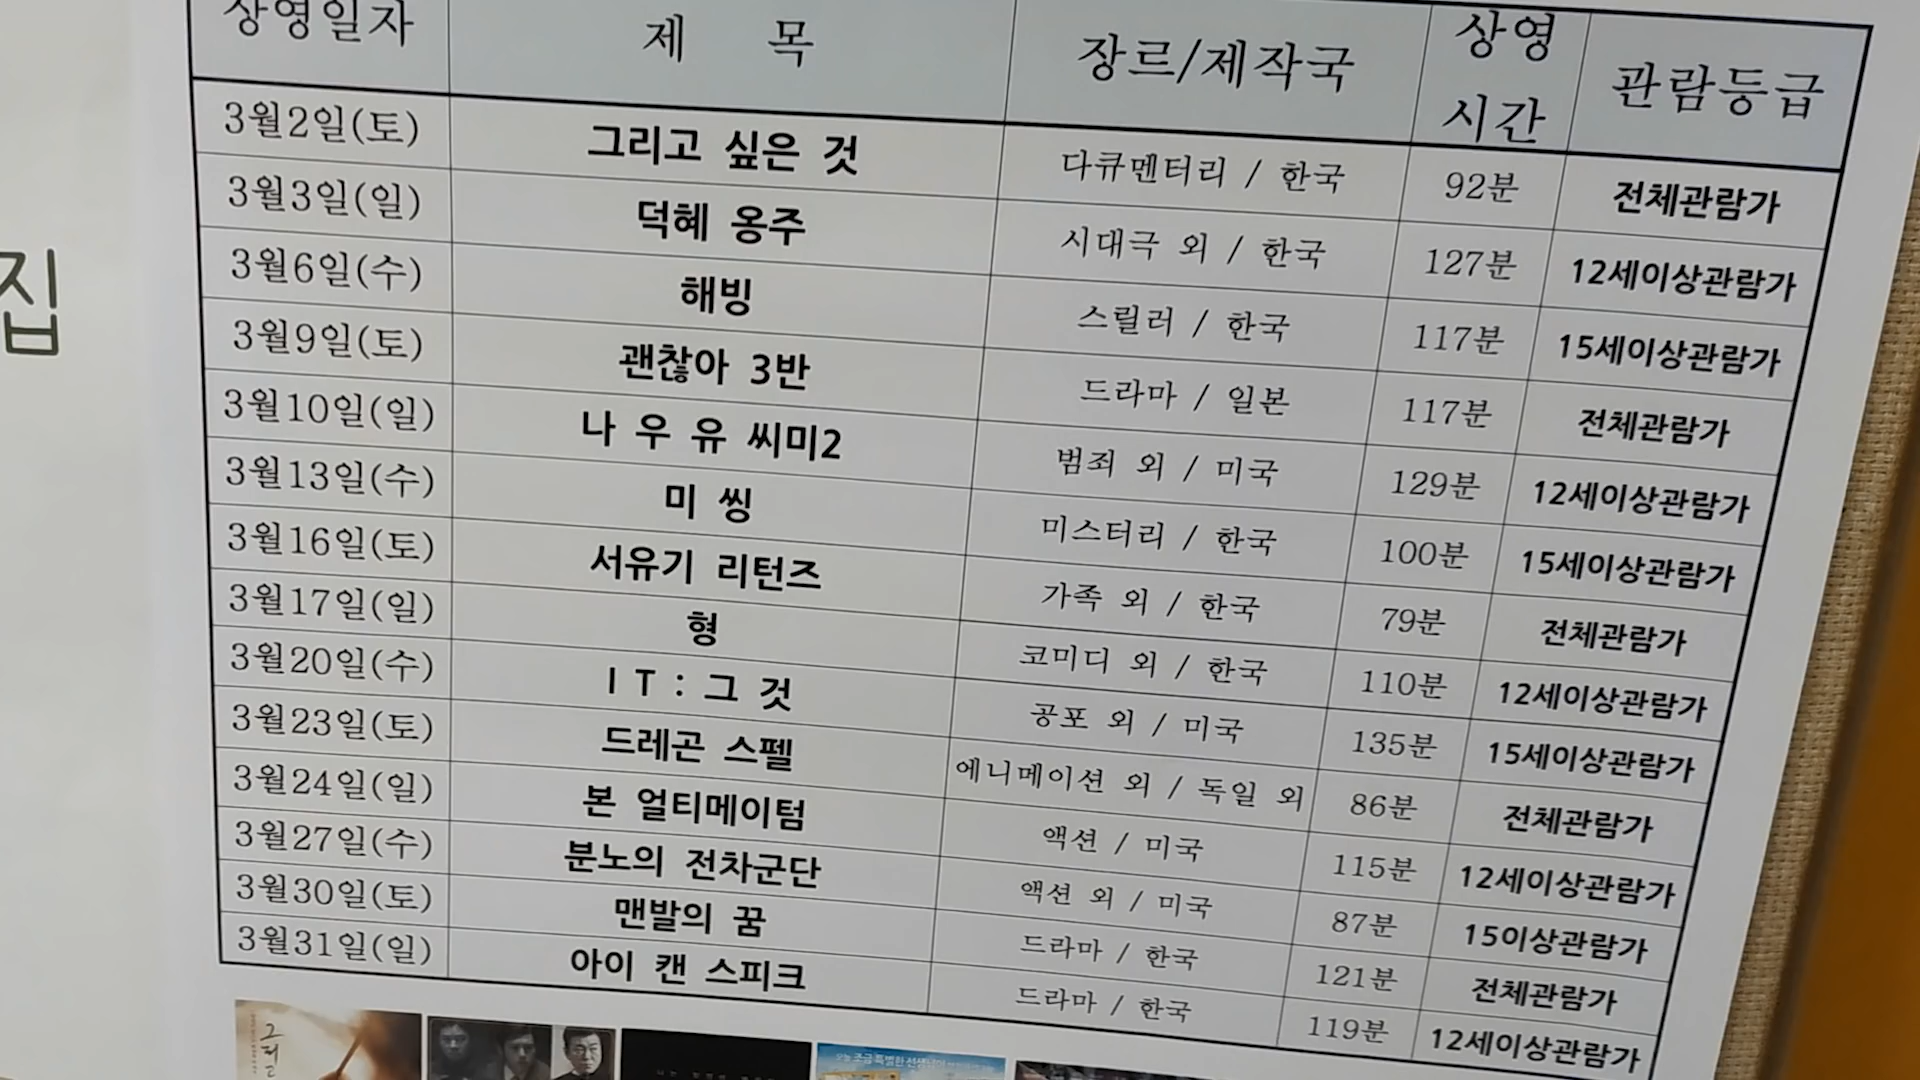 상영일자 제 목 장르/제작국 상영 시간 관람등급
3월2일(토) 그리고 싶은 것 다큐멘터리 / 한국 92분 전체관람가
3월3일(일) 덕혜 옹주 시대극 외 / 한국 127분 12세이상관람가
3월6일(수) 해빙 스릴러 / 한국 117분 15세이상관람가
3월9일(토) 괜찮아 3반 드라마 / 일본 117분 전체관람가
3월10일(일) 나 우 유 씨미2 범죄 외 / 미국 129분 12세이상관람가
3월13일(수) 미 씽 미스터리 / 한국 100분 15세이상관람가
3월16일(토) 서유기 리턴즈 가족 외 / 한국 79분 전체관람가
3월17일(일) 형 코미디 외 / 한국 110분 12세이상관람가
3월20일(수) I T : 그 것 공포 외 / 미국 135분 15세이상관람가
3월23일(토) 드레곤 스펠 에니메이션 외 / 독일 외 86분 전체관람가
3월24일(일) 본 얼티메이텀 액션 / 미국 115분 12세이상관람가
3월27일(수) 분노의 전차군단 액션 외 / 미국 87분 15이상관람가
3월30일(토) 맨발의 꿈 드라마 / 한국 121분 전체관람가
3월31일(일) 아이 캔 스피크 드라마 / 한국 119분 12세이상관람가
집
그리고